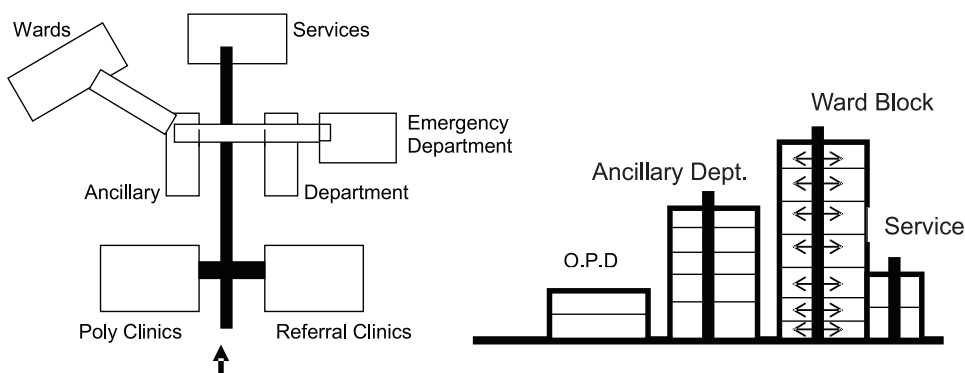 Wards
Services
Emergency
Department
Ancillary
Department
Poly Clinics
Referral Clinics
Ward Block
Ancillary Dept.
Service
O.P.D